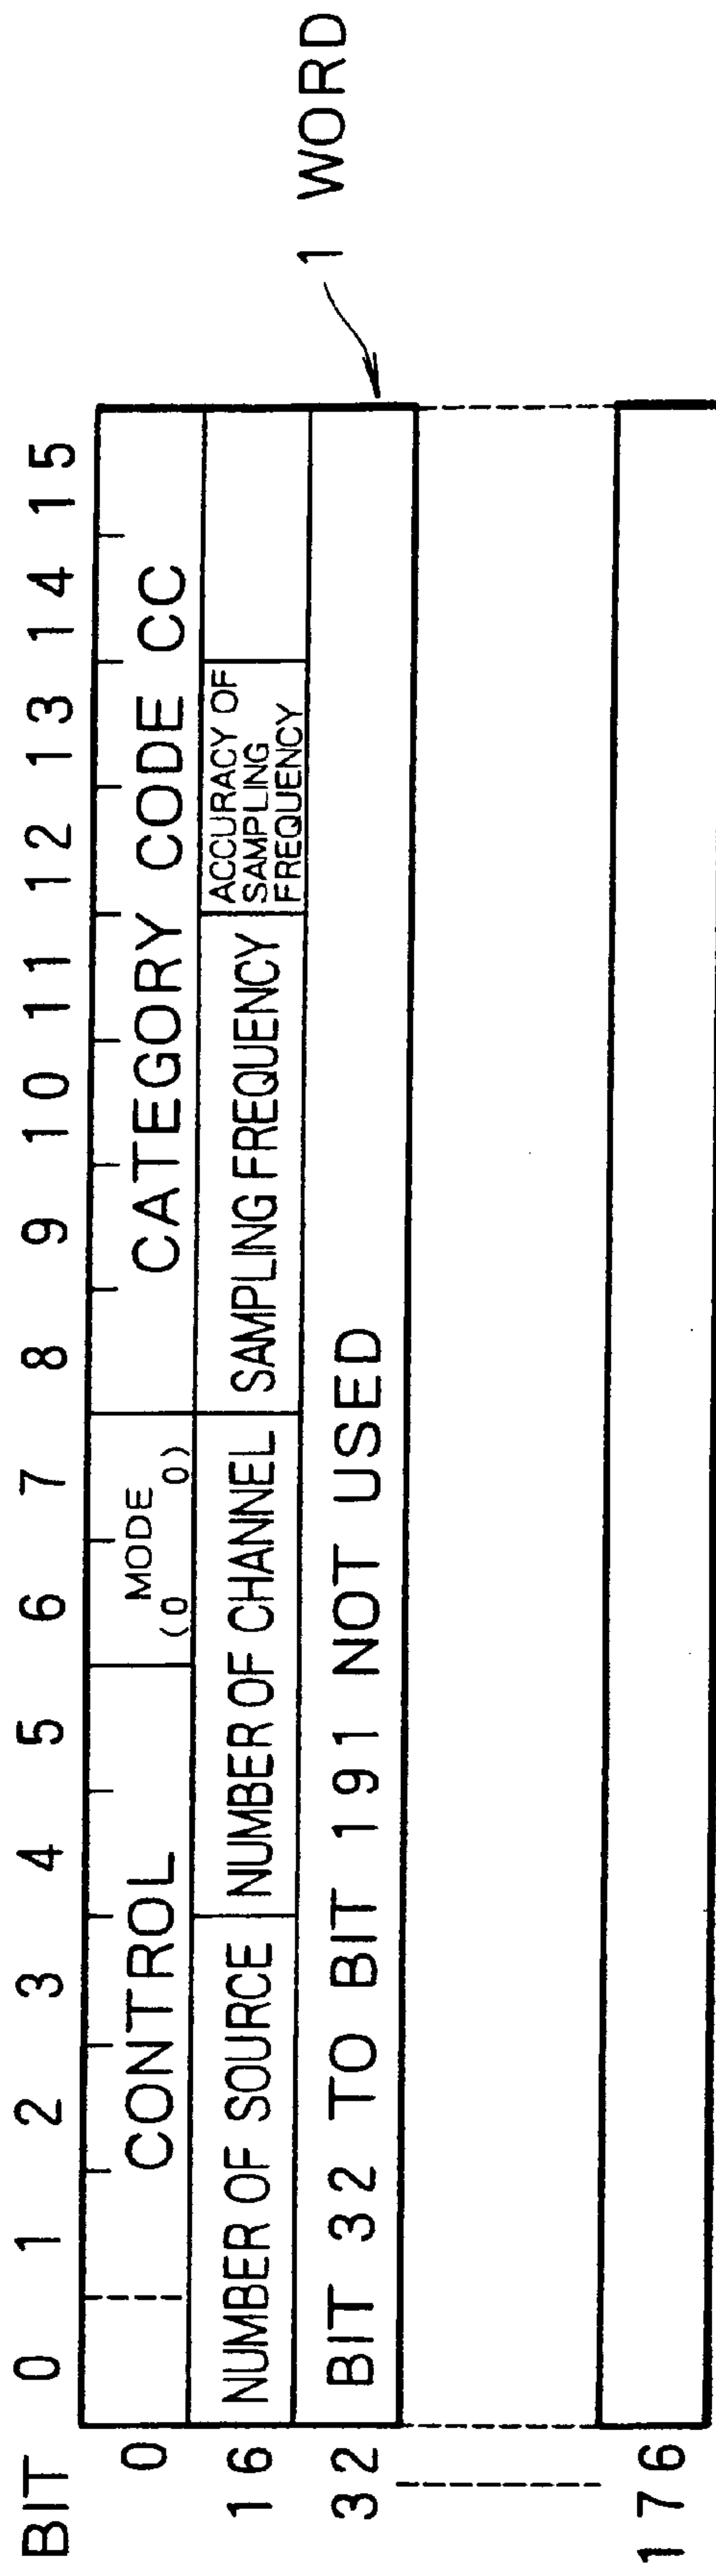 BIT 0 1 2 3 4 5 6 7 8 9 10 11 12 13 14 15
0 CONTROL MODE CATEGORY CODE CC
(0 0)
16 NUMBER OF SOURCE NUMBER OF CHANNEL SAMPLING FREQUENCY ACCURACY OF
SAMPLING
FREQUENCY
32 BIT 32 TO BIT 191 NOT USED
1 WORD
176